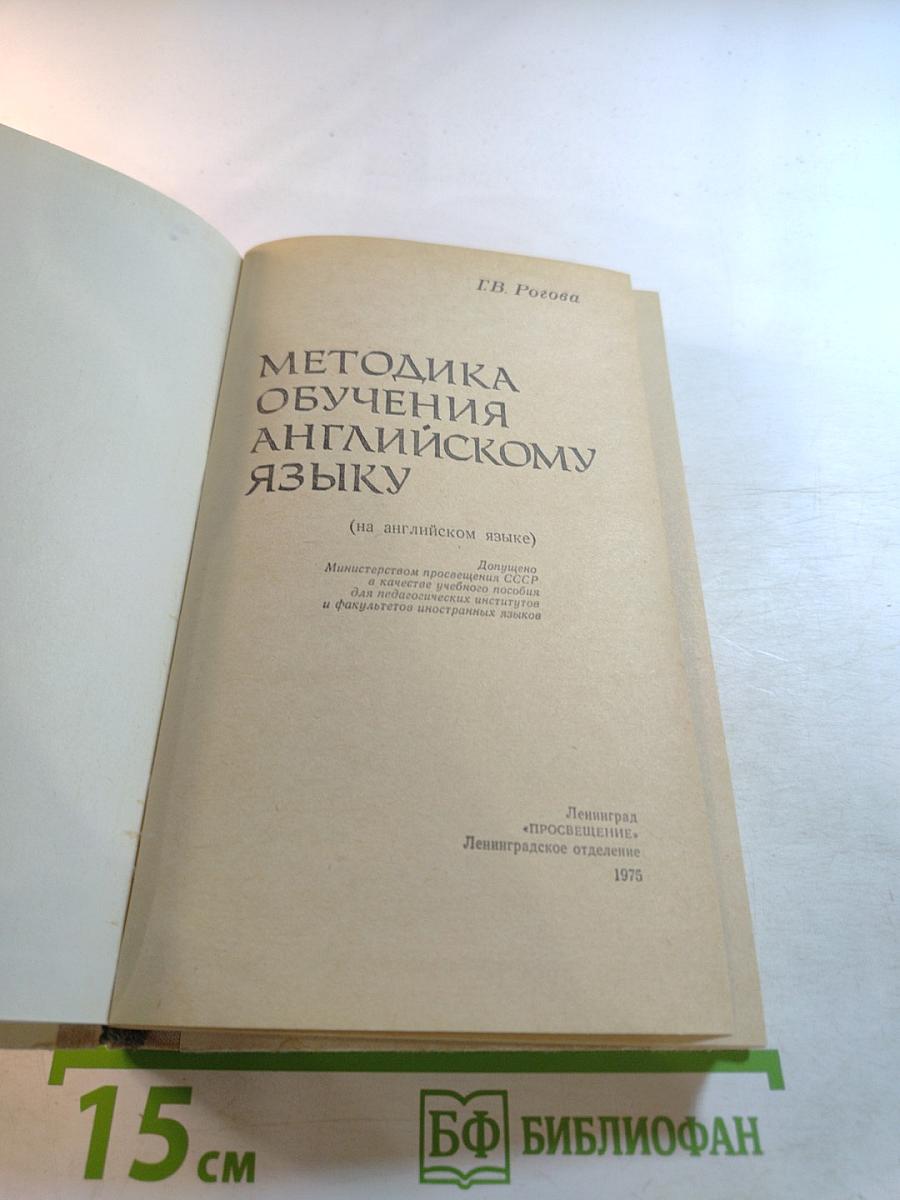 Г.В. Рогова
МЕТОДИКА
ОБУЧЕНИЯ
АНГЛИЙСКОМУ
ЯЗЫКУ
(на английском языке)
Допущено
Министерством просвещения СССР
в качестве учебного пособия
для педагогических институтов
и факультетов иностранных языков
Ленинград
«ПРОСВЕЩЕНИЕ»
Ленинградское отделение
1975
15 см
БФ БИБЛИОФАН